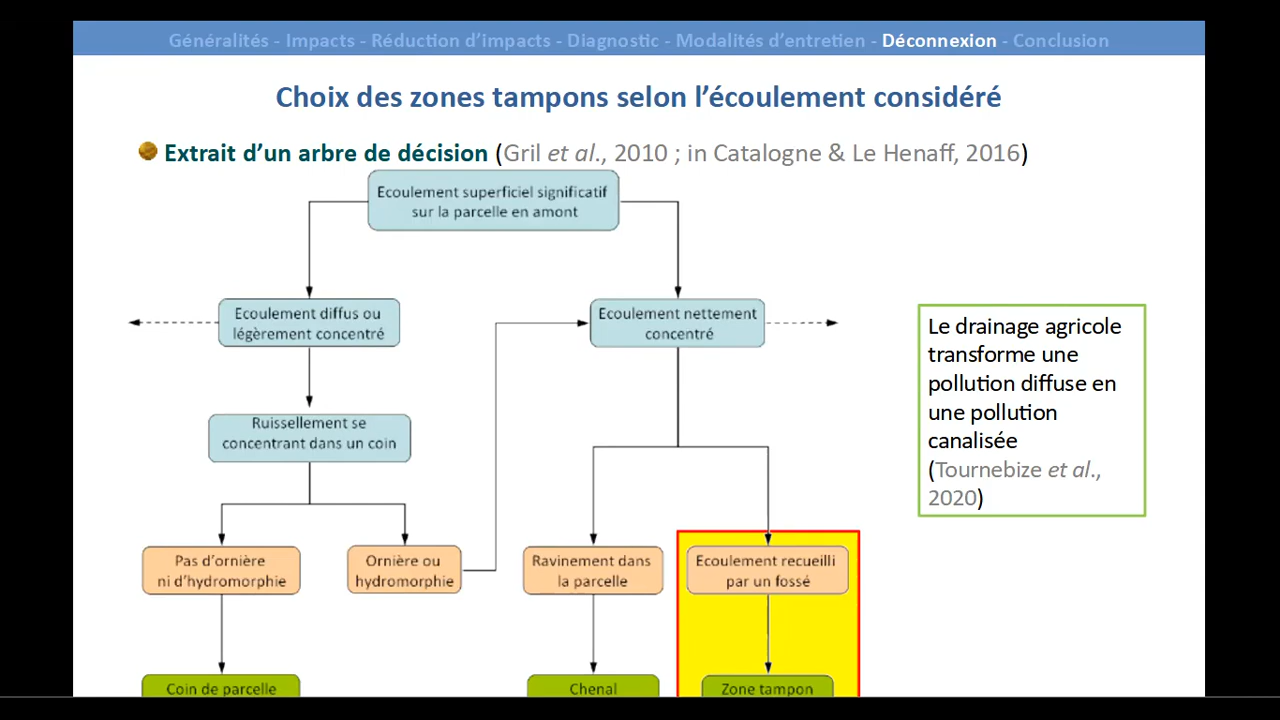 Généralités - Impacts - Réduction d’impacts - Diagnostic - Modalités d’entretien - Déconnexion - Conclusion
Choix des zones tampons selon l’écoulement considéré
Extrait d’un arbre de décision (Gril et al., 2010 ; in Catalogne & Le Henaff, 2016)
Ecoulement superficiel significatif
sur la parcelle en amont
Ecoulement diffus ou
légèrement concentré
Ecoulement nettement
concentré
Le drainage agricole
transforme une
pollution diffuse en
une pollution
canalisée
(Tournebize et al.,
2020)
Ruissellement se
concentrant dans un coin
Pas d’ornière
ni d’hydromorphie
Ornière ou
hydromorphie
Ravinement dans
la parcelle
Ecoulement recueilli
par un fossé
Coin de parcelle
Chenal
Zone tampon